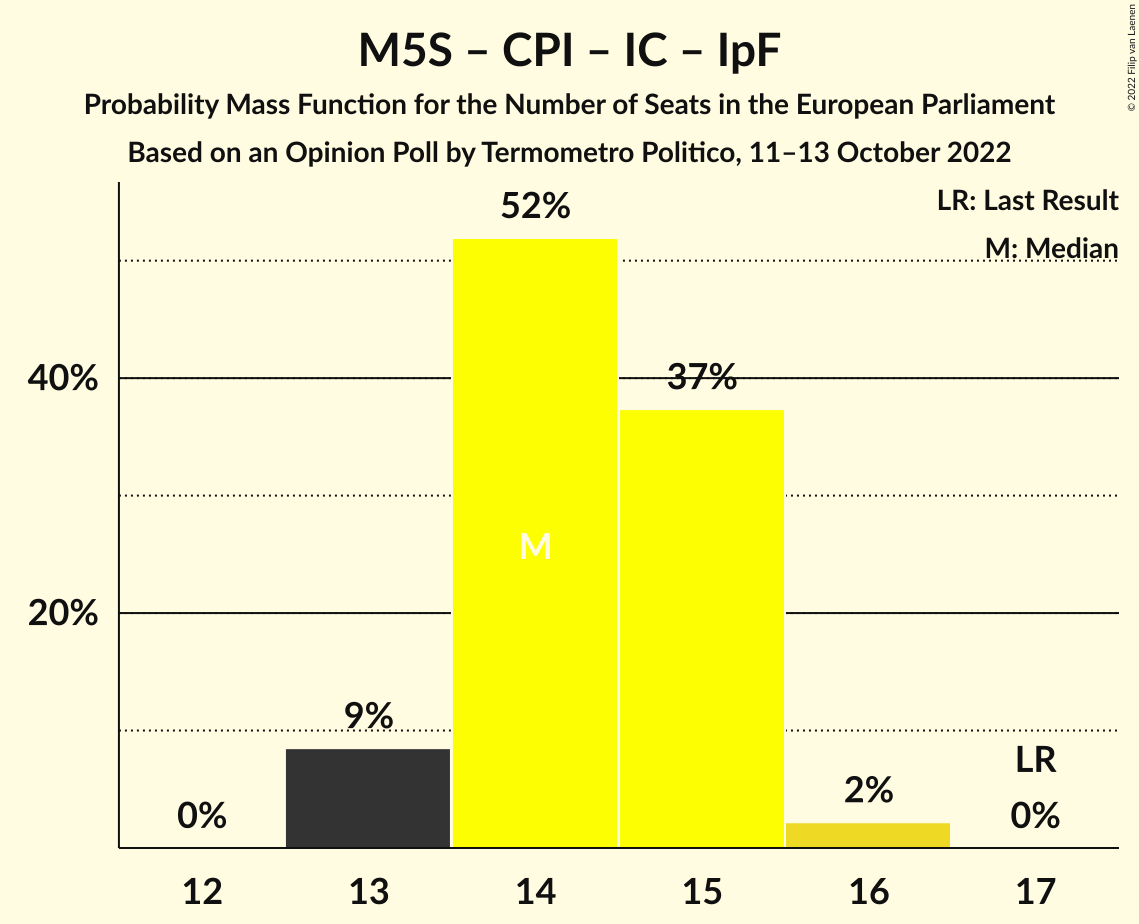 M5S – CPI – IC – IpF
Probability Mass Function for the Number of Seats in the European Parliament
Based on an Opinion Poll by Termometro Politico, 11–13 October 2022
© 2022 Filip van Laenen
LR: Last Result
M: Median
52%
40%
37%
M
20%
9%
LR
2%
0%
0%
12 13 14 15 16 17